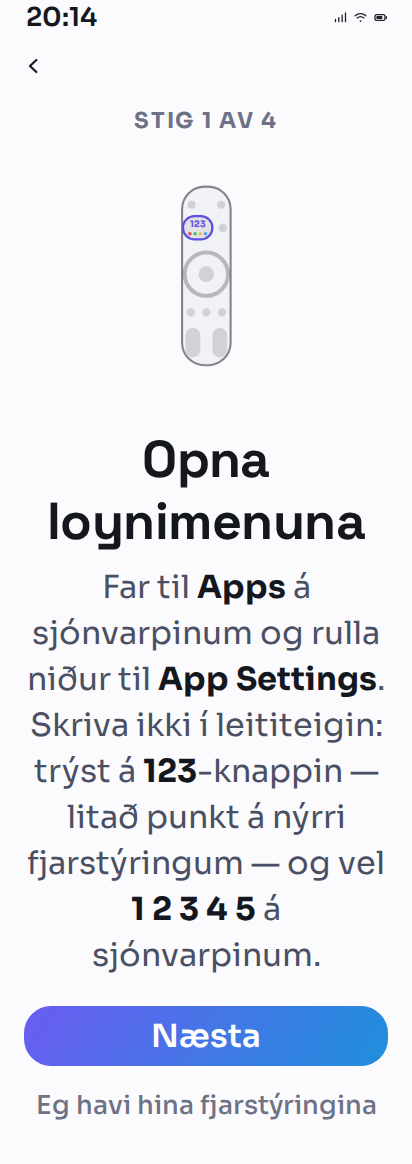 20:14
STIG 1 AV 4
123
Opna
loynimenuna
Far til Apps á
sjónvarpinum og rulla
niður til App Settings.
Skriva ikki í leititeigin:
trýst á 123-knappin —
litað punkt á nýrri
fjarstýringum — og vel
1 2 3 4 5 á
sjónvarpinum.
Næsta
Eg havi hina fjarstýringina